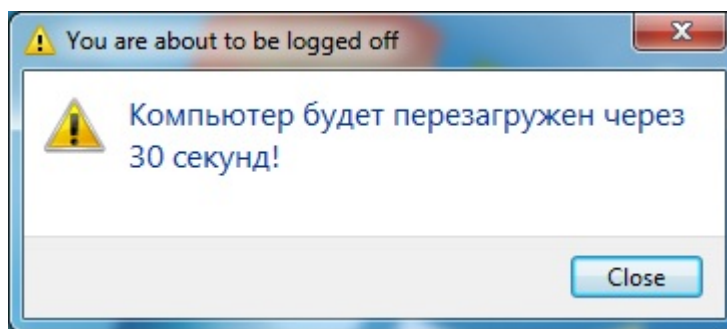 You are about to be logged off
Компьютер будет перезагружен через
30 секунд!
Close